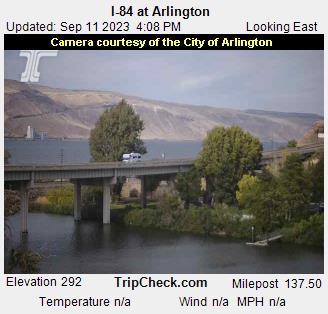 I-84 at Arlington
Updated: Sep 11 2023 4:08 PM Looking East
Camera courtesy of the City of Arlington
Elevation 292 TripCheck.com Milepost 137.50
Temperature n/a Wind n/a MPH n/a